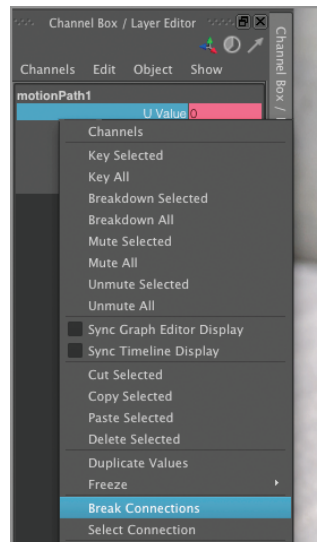 Channel Box / Layer Editor
Channels Edit Object Show
motionPath1
U Value 0
Channels
Key Selected
Key All
Breakdown Selected
Breakdown All
Mute Selected
Mute All
Unmute Selected
Unmute All
Sync Graph Editor Display
Sync Timeline Display
Cut Selected
Copy Selected
Paste Selected
Delete Selected
Duplicate Values
Freeze
Break Connections
Select Connection
Channel Box /